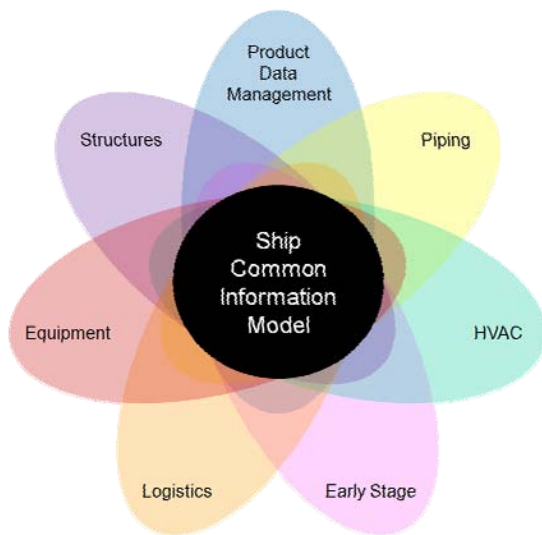 Product
Data
Management
Structures
Piping
Ship
Common
Information
Model
Equipment
HVAC
Logistics
Early Stage